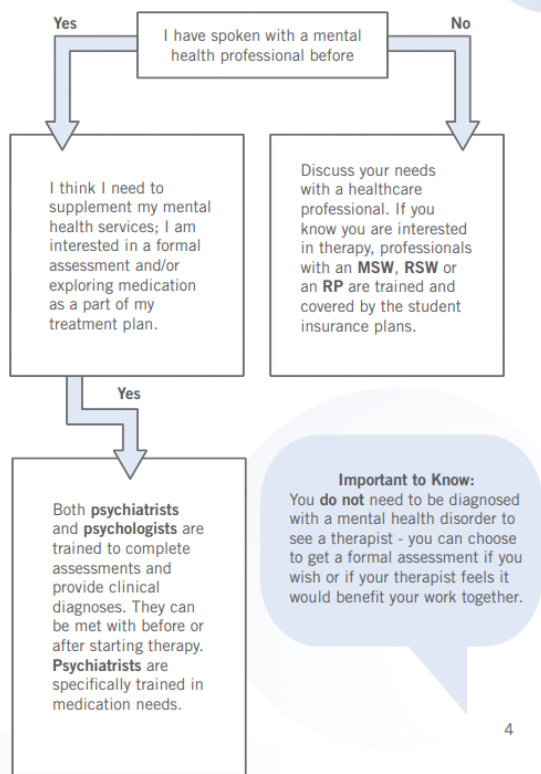 Yes
I have spoken with a mental
health professional before
No
I think I need to
supplement my mental
health services; I am
interested in a formal
assessment and/or
exploring medication
as a part of my
treatment plan.
Discuss your needs
with a healthcare
professional. If you
know you are interested
in therapy, professionals
with an MSW, RSW or
an RP are trained and
covered by the student
insurance plans.
Yes
Both psychiatrists
and psychologists are
trained to complete
assessments and
provide clinical
diagnoses. They can
be met with before or
after starting therapy.
Psychiatrists are
specifically trained in
medication needs.
Important to Know:
You do not need to be diagnosed
with a mental health disorder to
see a therapist - you can choose
to get a formal assessment if you
wish or if your therapist feels it
would benefit your work together.
4